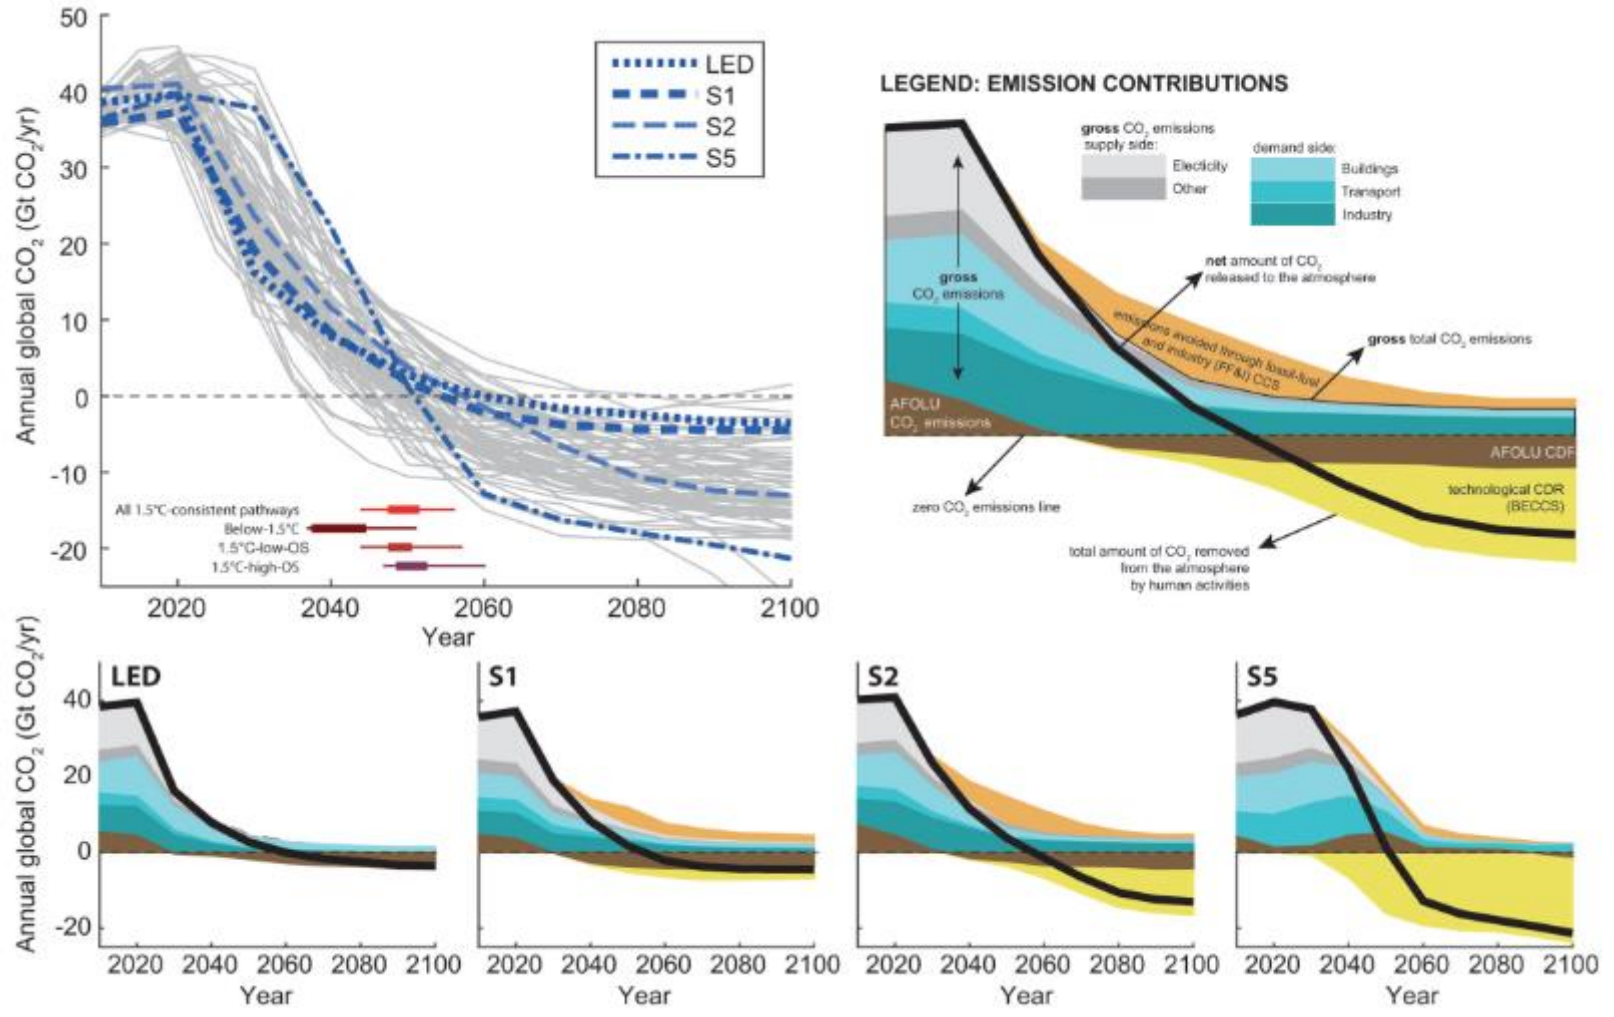 50
40
30
20
10
0
-10
-20
Annual global CO2 (Gt CO2/yr)
LED
S1
S2
S5
All 1.5°C-consistent pathways
Below-1.5°C
1.5°C-low-OS
1.5°C-high-OS
2020 2040 2060 2080 2100
Year
LEGEND: EMISSION CONTRIBUTIONS
gross CO2 emissions
supply side:
Electicity
Other
demand side:
Buildings
Transport
Industry
gross
CO2 emissions
net amount of CO2
released to the atmosphere
emissions avoided through fossil-fuel
and industry (FF&I) CCS
gross total CO2 emissions
AFOLU
CO2 emissions
AFOLU CDR
zero CO2 emissions line
technological CDR
(BECCS)
total amount of CO2 removed
from the atmosphere
by human activities
Annual global CO2 (Gt CO2/yr)
40
20
0
-20
LED
2020 2040 2060 2080 2100
Year
S1
2020 2040 2060 2080 2100
Year
S2
2020 2040 2060 2080 2100
Year
S5
2020 2040 2060 2080 2100
Year